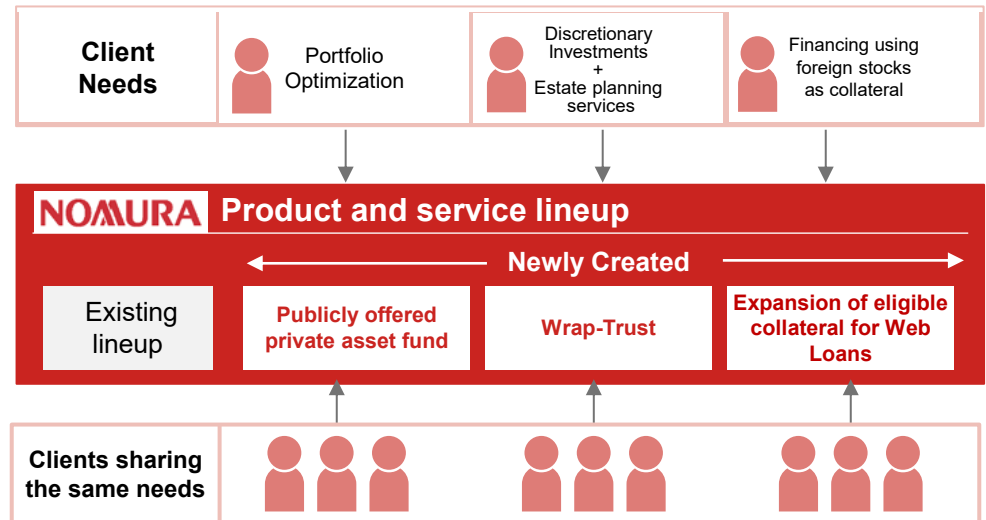 Client
Needs
Portfolio
Optimization
Discretionary
Investments
+
Estate planning
services
Financing using
foreign stocks
as collateral
NOMURA Product and service lineup
Newly Created
Existing
lineup
Publicly offered
private asset fund
Wrap-Trust
Expansion of eligible
collateral for Web
Loans
Clients sharing
the same needs